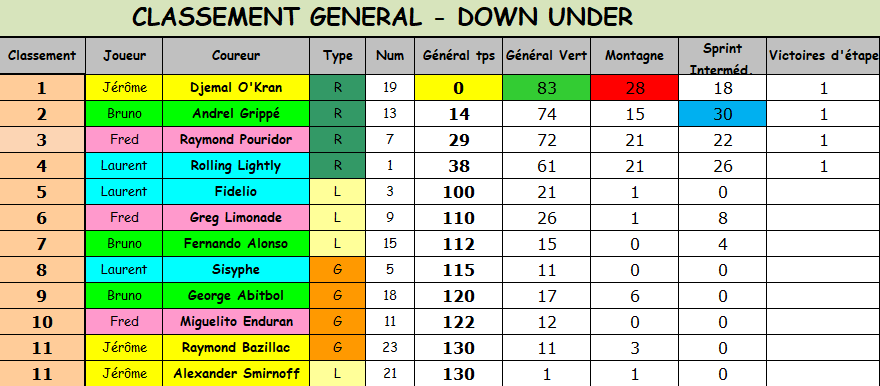 CLASSEMENT GENERAL - DOWN UNDER
Classement Joueur Coureur Type Num Général tps Général Vert Montagne Sprint Interméd. Victoires d'étape
1 Jérôme Djemal O'Kran R 19 0 83 28 18 1
2 Bruno Andrel Grippé R 13 14 74 15 30 1
3 Fred Raymond Pouridor R 7 29 72 21 22 1
4 Laurent Rolling Lightly R 1 38 61 21 26 1
5 Laurent Fidelio L 3 100 21 1 0
6 Fred Greg Limonade L 9 110 26 1 8
7 Bruno Fernando Alonso L 15 112 15 0 4
8 Laurent Sisyphe G 5 115 11 0 0
9 Bruno George Abitbol G 18 120 17 6 0
10 Fred Miguelito Enduran G 11 122 12 0 0
11 Jérôme Raymond Bazillac G 23 130 11 3 0
11 Jérôme Alexander Smirnoff L 21 130 1 1 0